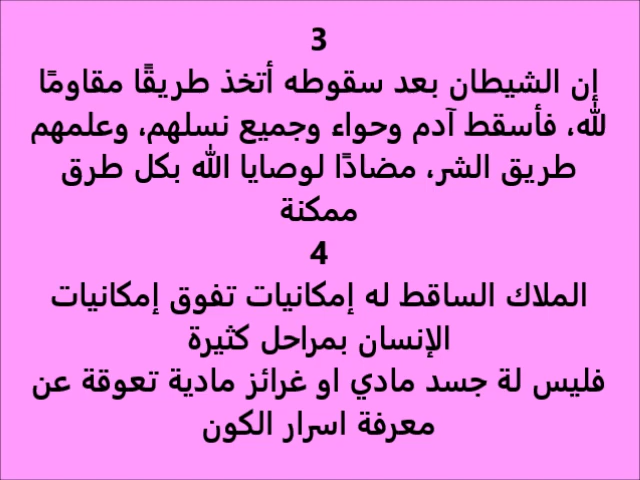 3
إن الشيطان بعد سقوطه أتخذ طريقًا مقاومًا
لله، فأسقط آدم وحواء وجميع نسلهم، وعلمهم
طريق الشر، مضادًا لوصايا الله بكل طرق
ممكنة
4
الملاك الساقط له إمكانيات تفوق إمكانيات
الإنسان بمراحل كثيرة
فليس لة جسد مادي او غرائز مادية تعوقة عن
معرفة اسرار الكون